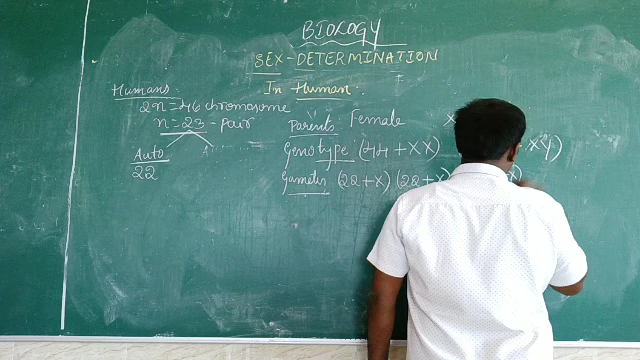 BIOLOGY
SEX-DETERMINATION
In Human.
Humans.
2n=46 chromosome
n=23-pair
Auto
22
Parents: Female X
Genotype: (44+XX) XY)
Gametes (22+X) (22+X) X)